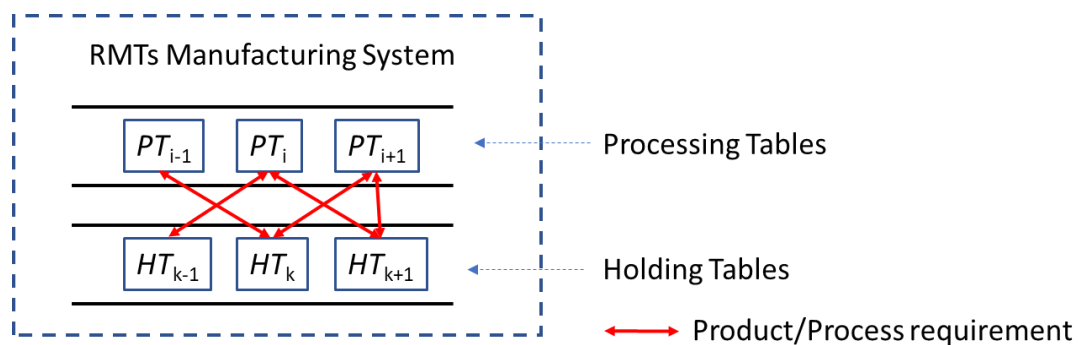 RMTs Manufacturing System
PTi-1 PTi PTi+1
Processing Tables
HTk-1 HTk HTk+1
Holding Tables
Product/Process requirement